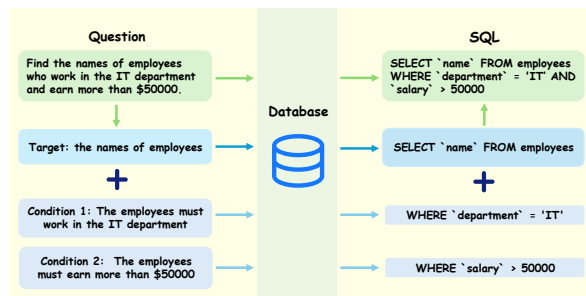 Question
Find the names of employees
who work in the IT department
and earn more than $50000.
Target: the names of employees
Condition 1: The employees must
work in the IT department
Condition 2: The employees
must earn more than $50000
Database
SQL
SELECT `name` FROM employees
WHERE `department` = 'IT' AND
`salary` > 50000
SELECT `name` FROM employees
WHERE `department` = 'IT'
WHERE `salary` > 50000